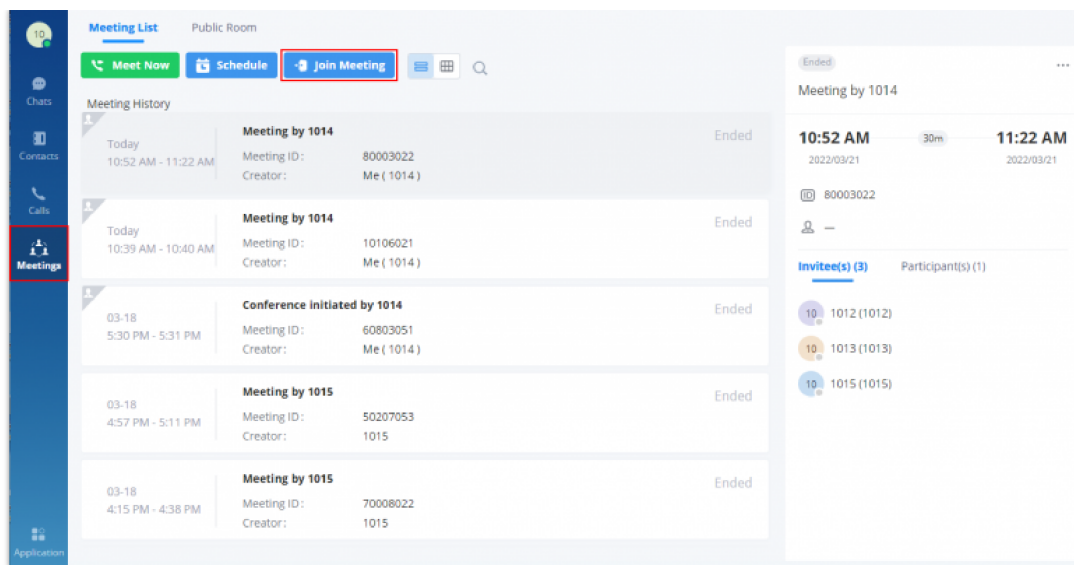 10
Chats
Contacts
Calls
Meetings
Application
Meeting List Public Room
Meet Now Schedule Join Meeting
Meeting History
Today
10:52 AM - 11:22 AM
Meeting by 1014
Meeting ID: 80003022
Creator: Me ( 1014 )
Ended
Today
10:39 AM - 10:40 AM
Meeting by 1014
Meeting ID: 10106021
Creator: Me ( 1014 )
Ended
03-18
5:30 PM - 5:31 PM
Conference initiated by 1014
Meeting ID: 60803051
Creator: Me ( 1014 )
Ended
03-18
4:57 PM - 5:11 PM
Meeting by 1015
Meeting ID: 50207053
Creator: 1015
Ended
03-18
4:15 PM - 4:38 PM
Meeting by 1015
Meeting ID: 70008022
Creator: 1015
Ended
Ended ...
Meeting by 1014
10:52 AM 30m 11:22 AM
2022/03/21 2022/03/21
ID 80003022
—
Invitee(s) (3) Participant(s) (1)
10 1012 (1012)
10 1013 (1013)
10 1015 (1015)